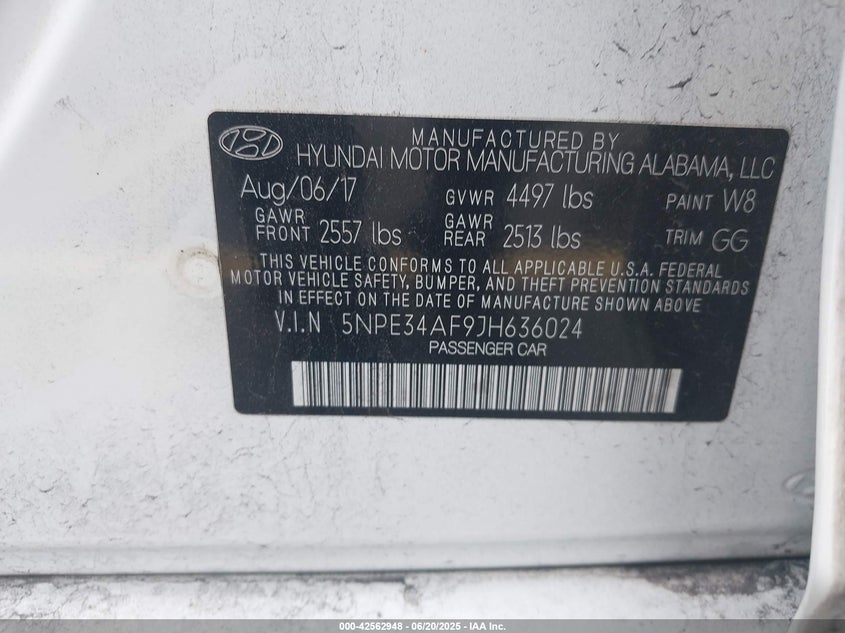 MANUFACTURED BY
HYUNDAI MOTOR MANUFACTURING ALABAMA, LLC
Aug/06/17 GVWR 4497 lbs PAINT W8
GAWR FRONT 2557 lbs GAWR REAR 2513 lbs TRIM GG
THIS VEHICLE CONFORMS TO ALL APPLICABLE U.S.A. FEDERAL
MOTOR VEHICLE SAFETY, BUMPER, AND THEFT PREVENTION STANDARDS
IN EFFECT ON THE DATE OF MANUFACTURE SHOWN ABOVE
V.I.N 5NPE34AF9JH636024
PASSENGER CAR
000-42562948 - 06/20/2025 - IAA Inc.